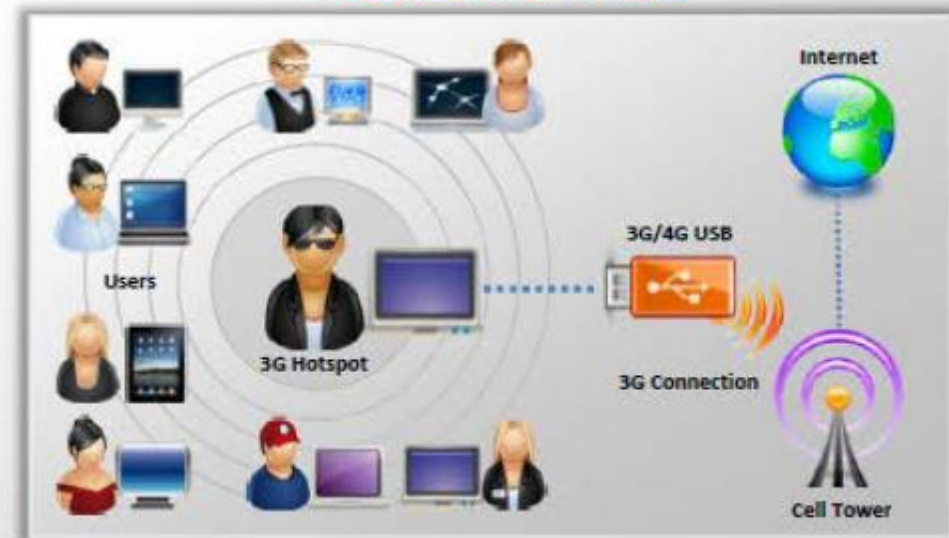 Internet
3G/4G USB
Users
3G Hotspot
3G Connection
Cell Tower